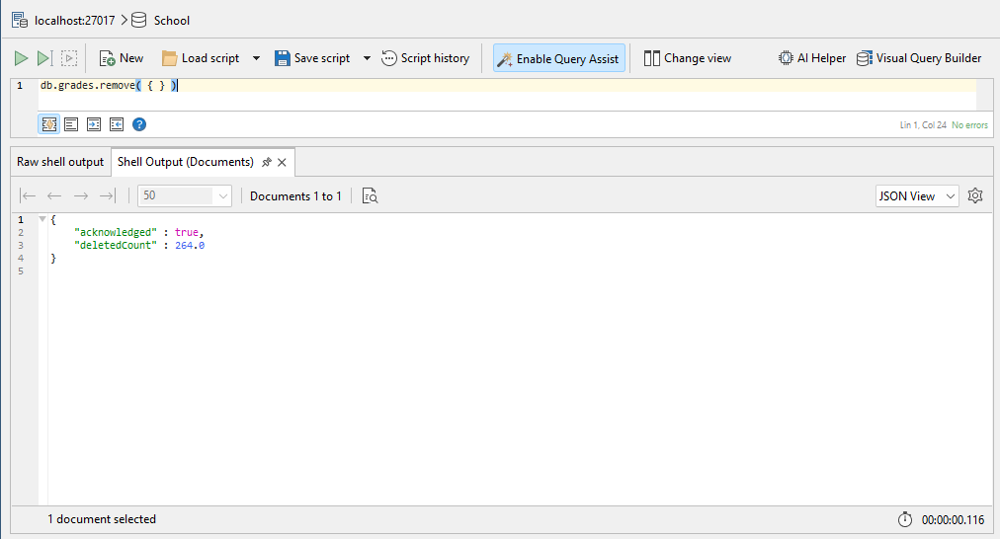 localhost:27017 School
New Load script Save script Script history Enable Query Assist Change view AI Helper Visual Query Builder
1 db.grades.remove( { } )
? Lin 1, Col 24 No errors
Raw shell output Shell Output (Documents)
50 Documents 1 to 1 JSON View
1 {
2 "acknowledged" : true,
3 "deletedCount" : 264.0
4 }
5
1 document selected 00:00:00.116